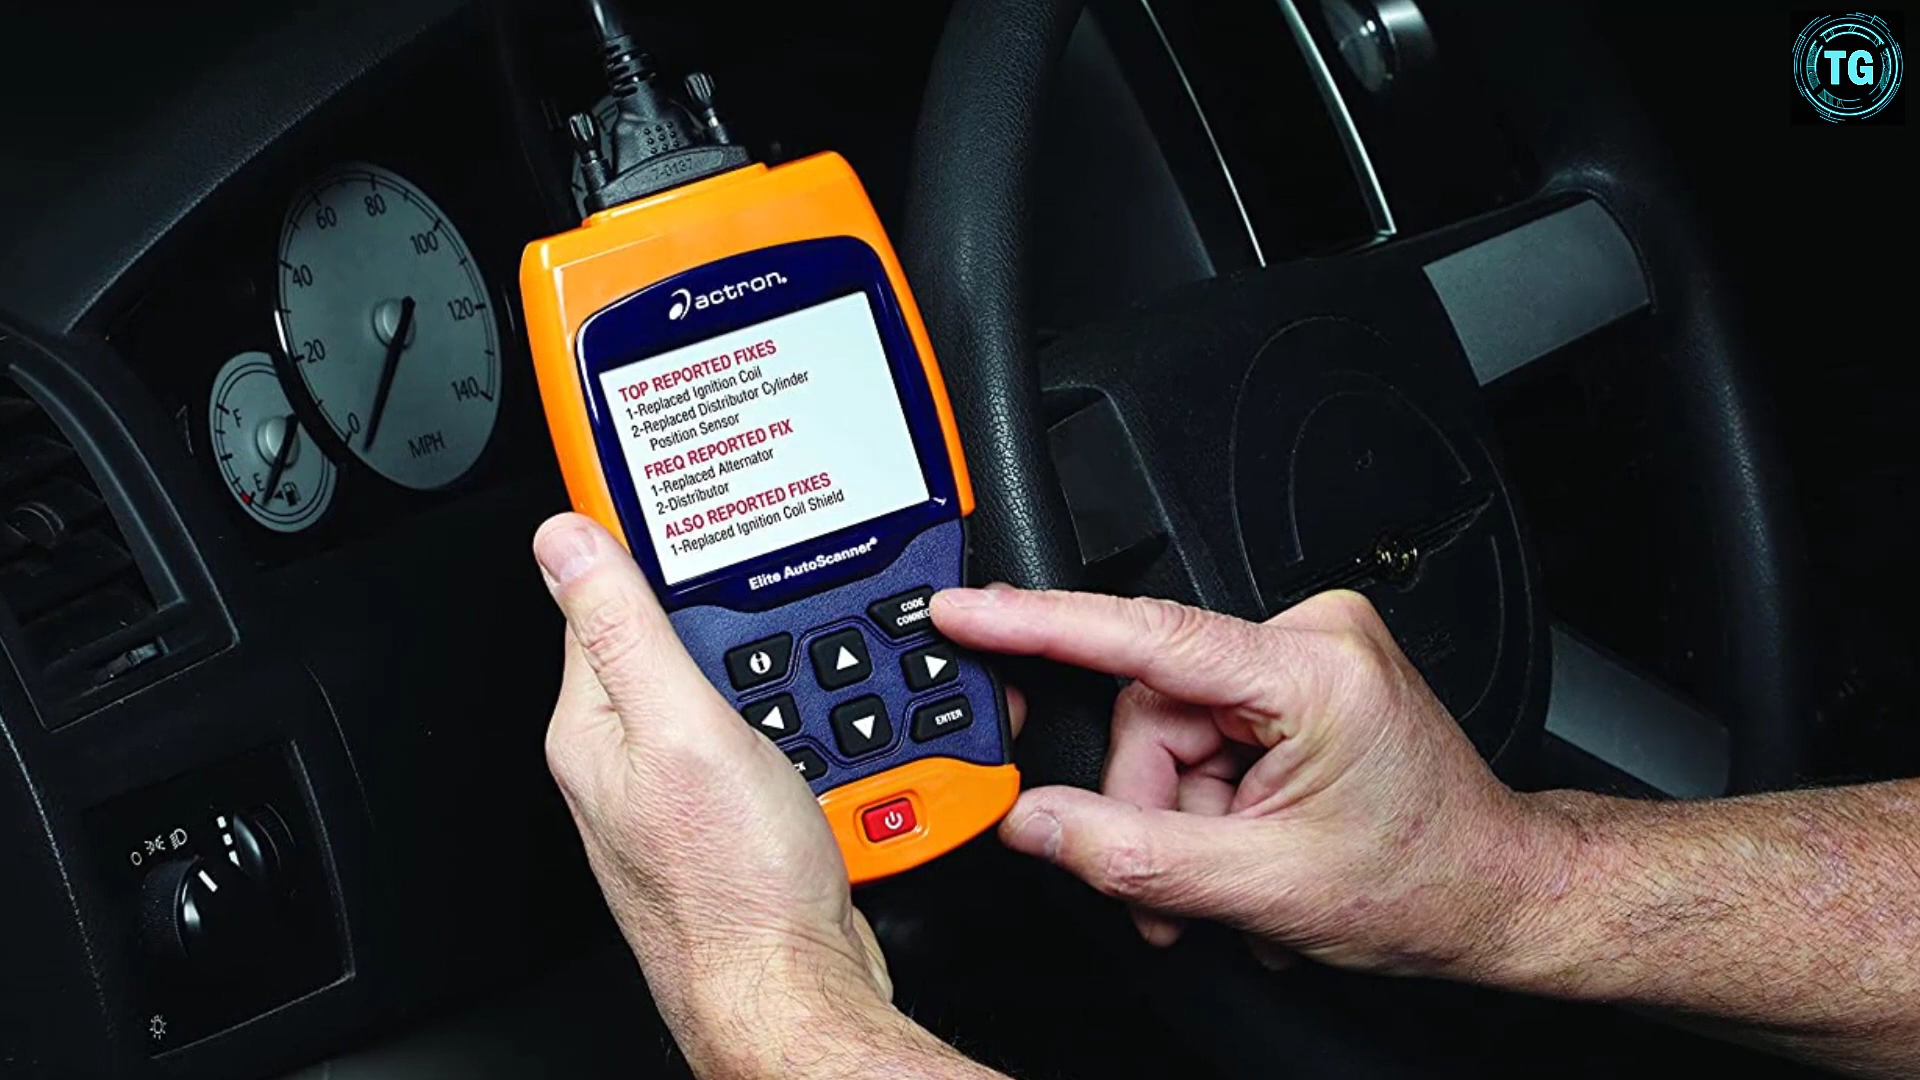 TG
60
80
100
40
120
20
140
0
MPH
F
E
7-0187
actron
TOP REPORTED FIXES
1-Replaced Ignition Coil
2-Replaced Distributor Cylinder
Position Sensor
FREQ REPORTED FIX
1-Replaced Alternator
2-Distributor
ALSO REPORTED FIXES
1-Replaced Ignition Coil Shield
Elite AutoScanner®
CODE
ENTER